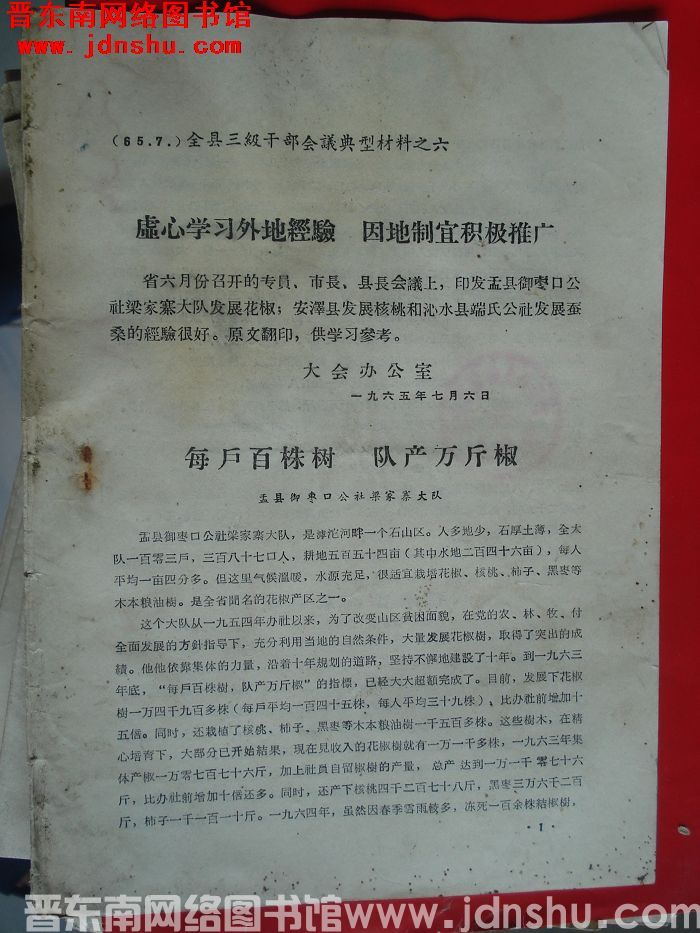 晋东南网络图书馆
www.jdnshu.com
(65.7.)全县三級干部会議典型材料之六
虛心学习外地經驗 因地制宜积极推广
省六月份召开的专員、市長、县長会議上，印发盂县御枣口公
社梁家寨大队发展花椒；安澤县发展核桃和沁水县端氏公社发展蚕
桑的經驗很好。原文翻印，供学习参考。
大会办公室
一九六五年七月六日
每戶百株树 队产万斤椒
盂县御枣口公社梁家寨大队
盂县御枣口公社梁家寨大队，是滹沱河畔一个石山区。人多地少，石厚土薄，全大
队一百零三戶，三百八十七口人，耕地五百五十四亩（其中水地二百四十六亩），每人
平均一亩四分多。但这里气候溫暖，水源充足，很适宜栽培花椒、核桃、柿子、黑枣等
木本粮油樹。是全省聞名的花椒产区之一。
这个大队从一九五四年办社以来，为了改变山区貧困面貌，在党的农、林、牧、付
全面发展的方針指导下，充分利用当地的自然条件，大量发展花椒樹，取得了突出的成
績。他他依靠集体的力量，沿着十年规划的道路，坚持不懈地建設了十年。到一九六三
年底，“每戶百株樹，队产万斤椒”的指標，已經大大超額完成了。目前，发展下花椒
樹一万四千九百多株（每戶平均一百四十五株，每人平均三十九株）、比办社前增加十
五倍。同时，还栽植了核桃、柿子、黑枣等木本粮油樹一千五百多株。这些樹木，在精
心培育下，大部分已开始結果，現在見收入的花椒樹就有一万一千多株，一九六三年集
体产椒一万零七百七十六斤，加上社員自留椒樹的产量，总产 达到一万一千 零七十六
斤，比办社前增加十倍还多。同时，还产下核桃四千二百七十八斤，黑枣三万六千二百
斤，柿子一千一百一十斤。一九六四年，虽然因春季雪雨較多，冻死一百余株結椒樹，
·1·
晋东南网络图书馆 www.jdnshu.com